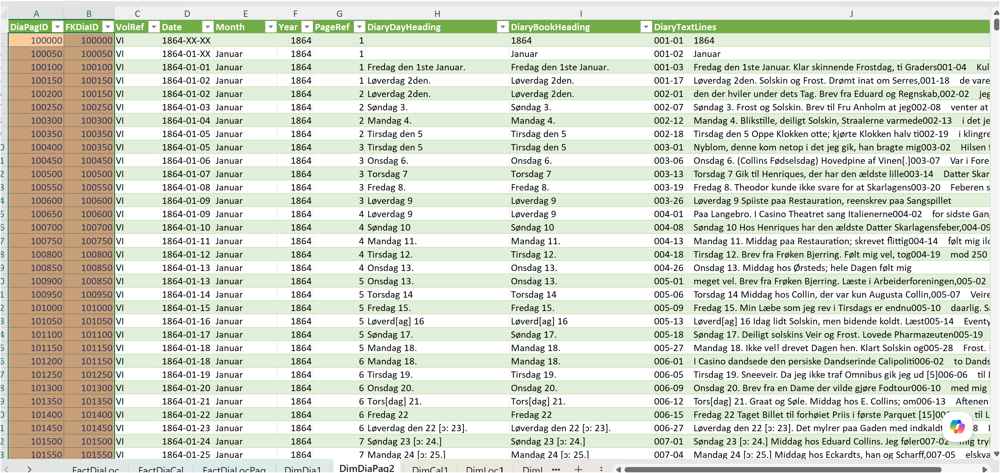 A B C D E F G H I J
DiaPagID FKDiaID VolRef Date Month Year PageRef DiaryDayHeading DiaryBookHeading DiaryTextLines
100000 100000 VI 1864-XX-XX 1864 1 1864 001-01 1864
100050 100050 VI 1864-01-XX Januar 1864 1 Januar 001-02 Januar
100100 100100 VI 1864-01-01 Januar 1864 1 Fredag den 1ste Januar. Fredag den 1ste Januar. 001-03 Fredag den 1ste Januar. Klar skinnende Frostdag, ti Graders001-04 Kul
100150 100150 VI 1864-01-02 Januar 1864 1 Løverdag 2den. Løverdag 2den. 001-17 Løverdag 2den. Solskin og Frost. Drømt inat om Serres,001-18 de vare
100200 100150 VI 1864-01-02 Januar 1864 2 Løverdag 2den. Løverdag 2den. 002-01 den der hviler under dets Tag. Brev fra Eduard og Regnskab,002-02 jeg
100250 100250 VI 1864-01-03 Januar 1864 2 Søndag 3. Søndag 3. 002-07 Søndag 3. Frost og Solskin. Brev til Fru Anholm at jeg002-08 venter at
100300 100300 VI 1864-01-04 Januar 1864 2 Mandag 4. Mandag 4. 002-12 Mandag 4. Blikstille, deiligt Solskin, Straalerne varmede002-13 i det je
100350 100350 VI 1864-01-05 Januar 1864 2 Tirsdag den 5 Tirsdag den 5 002-18 Tirsdag den 5 Oppe Klokken otte; kjørte Klokken halv ti002-19 i klingre
100400 100350 VI 1864-01-05 Januar 1864 3 Tirsdag den 5 Tirsdag den 5 003-01 Nyblom, denne kom netop i det jeg gik, han bragte mig003-02 Hilsen f
100450 100450 VI 1864-01-06 Januar 1864 3 Onsdag 6. Onsdag 6. 003-06 Onsdag 6. (Collins Fødselsdag) Hovedpine af Vinen[.]003-07 Var i Fore
100500 100500 VI 1864-01-07 Januar 1864 3 Torsdag 7 Torsdag 7 003-13 Torsdag 7 Gik til Henriques, der har den ældste lille003-14 Datter Skar
100550 100550 VI 1864-01-08 Januar 1864 3 Fredag 8. Fredag 8. 003-19 Fredag 8. Theodor kunde ikke svare for at Skarlagens003-20 Feberen s
100600 100600 VI 1864-01-09 Januar 1864 3 Løverdag 9 Løverdag 9 003-26 Løverdag 9 Spiiste paa Restauration, reenskrev paa Sangspillet
100650 100600 VI 1864-01-09 Januar 1864 4 Løverdag 9 Løverdag 9 004-01 Paa Langebro. I Casino Theatret sang Italienerne004-02 for sidste Gan
100700 100700 VI 1864-01-10 Januar 1864 4 Søndag 10 Søndag 10 004-08 Søndag 10 Hos Henriques har den ældste Datter Skarlagensfeber,004-09
100750 100750 VI 1864-01-11 Januar 1864 4 Mandag 11. Mandag 11. 004-13 Mandag 11. Middag paa Restauration; skrevet flittig004-14 følt mig ild
100800 100800 VI 1864-01-12 Januar 1864 4 Tirsdag 12. Tirsdag 12. 004-18 Tirsdag 12. Brev fra Frøken Bjerring. Følt mig vel, tog004-19 mod 250
100850 100850 VI 1864-01-13 Januar 1864 4 Onsdag 13. Onsdag 13. 004-26 Onsdag 13. Middag hos Ørsteds; hele Dagen følt mig
100900 100850 VI 1864-01-13 Januar 1864 5 Onsdag 13. Onsdag 13. 005-01 meget vel. Brev fra Frøken Bjerring. Læste i Arbeiderforeningen,005-02
100950 100950 VI 1864-01-14 Januar 1864 5 Torsdag 14 Torsdag 14 005-06 Torsdag 14 Middag hos Collin, der var kun Augusta Collin,005-07 Veire
101000 101000 VI 1864-01-15 Januar 1864 5 Fredag 15. Fredag 15. 005-09 Fredag 15. Min Læbe som jeg rev i Tirsdags er endnu005-10 daarlig. Sa
101050 101050 VI 1864-01-16 Januar 1864 5 Løverd[ag] 16 Løverd[ag] 16 005-13 Løverd[ag] 16 Idag lidt Solskin, men bidende koldt. Læst005-14 Eventy
101100 101100 VI 1864-01-17 Januar 1864 5 Søndag 17. Søndag 17. 005-18 Søndag 17. Deiligt solskins Veir og Frost. Lovede Pharmazeuten005-19
101150 101150 VI 1864-01-18 Januar 1864 5 Mandag 18. Mandag 18. 005-27 Mandag 18. Ikke vel! drevet Dagen hen. Klart Solskin og005-28 Frost.
101200 101150 VI 1864-01-18 Januar 1864 6 Mandag 18. Mandag 18. 006-01 I Casino dandsede den persiske Dandserinde Calipoliti006-02 to Dands
101250 101250 VI 1864-01-19 Januar 1864 6 Tirsdag 19. Tirsdag 19. 006-05 Tirsdag 19. Sneeveir. Da jeg ikke traf Omnibus gik jeg ud [5]006-06 til
101300 101300 VI 1864-01-20 Januar 1864 6 Onsdag 20. Onsdag 20. 006-09 Onsdag 20. Brev fra en Dame der vilde gjøre Fodtour006-10 med mig
101350 101350 VI 1864-01-21 Januar 1864 6 Tors[dag] 21. Tors[dag] 21. 006-12 Tors[dag] 21. Graat og Søle. Middag hos E. Collins; om006-13 Aftenen
101400 101400 VI 1864-01-22 Januar 1864 6 Fredag 22 Fredag 22 006-15 Fredag 22 Taget Billet til forhøiet Priis i første Parquet [15]00 til L
101450 101450 VI 1864-01-23 Januar 1864 6 Løverdag den 22 [ɔ: 23]. Løverdag den 22 [ɔ: 23]. 006-27 Løverdag den 22 [ɔ: 23]. Det mylrer paa Gaden med indkaldt 8
101500 101500 VI 1864-01-24 Januar 1864 7 Søndag 23 [ɔ: 24.] Søndag 23 [ɔ: 24.] 007-01 Søndag 23 [ɔ: 24.] Middag hos Eduard Collins. Jeg føler007-02 mig tryk
101550 101550 VI 1864-01-25 Januar 1864 7 Mandag 24 [ɔ: 25.] Mandag 24 [ɔ: 25.] 007-04 Mandag 24 [ɔ: 25.] Middag hos Eckardts, han og Scharff,007-05 elskva
FactDiaLoc FactDiaCal FactDiaLocPag DimDia1 DimDiaPag2 DimCal1 DimLoc1 DimL